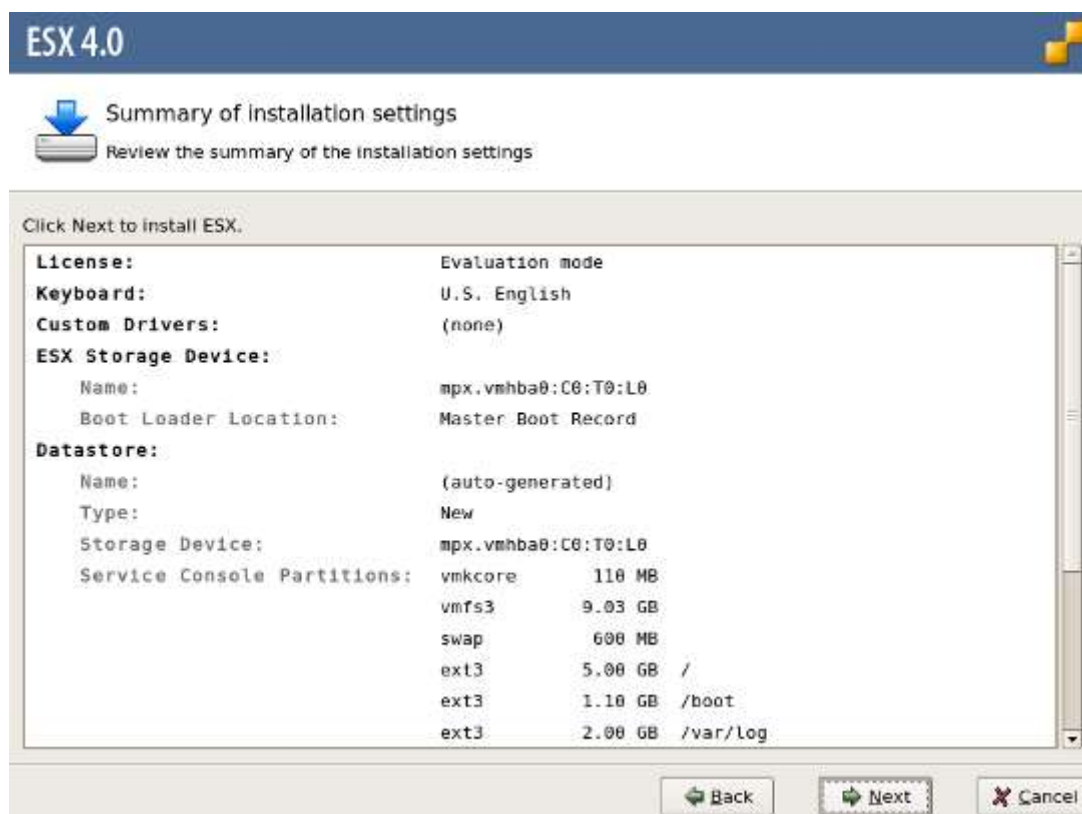 ESX 4.0
Summary of installation settings
Review the summary of the installation settings
Click Next to install ESX.
License: Evaluation mode
Keyboard: U.S. English
Custom Drivers: (none)
ESX Storage Device:
Name: mpx.vmhba0:C0:T0:L0
Boot Loader Location: Master Boot Record
Datastore:
Name: (auto-generated)
Type: New
Storage Device: mpx.vmhba0:C0:T0:L0
Service Console Partitions: vmkcore 110 MB
vmfs3 9.03 GB
swap 600 MB
ext3 5.00 GB /
ext3 1.10 GB /boot
ext3 2.00 GB /var/log
Back Next Cancel